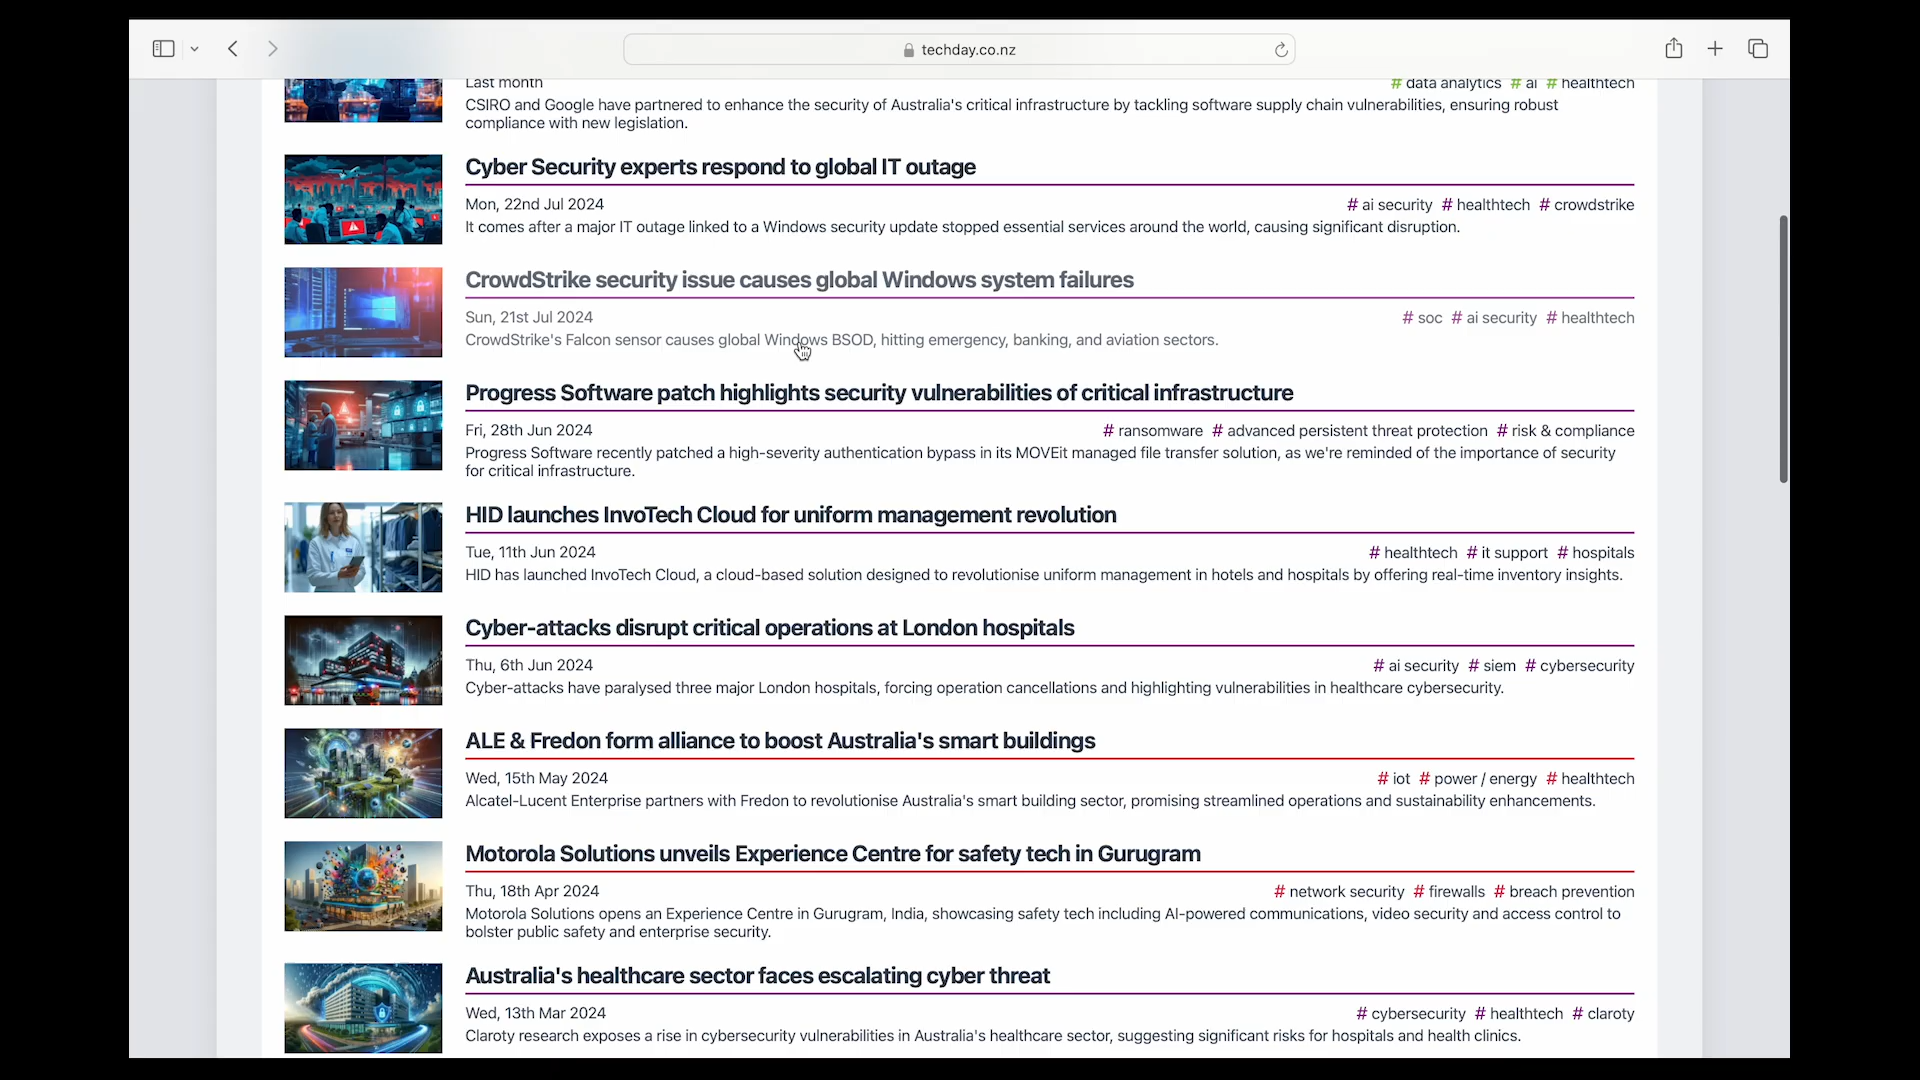 techday.co.nz
Last month
# data analytics # ai # healthtech
CSIRO and Google have partnered to enhance the security of Australia's critical infrastructure by tackling software supply chain vulnerabilities, ensuring robust
compliance with new legislation.
Cyber Security experts respond to global IT outage
Mon, 22nd Jul 2024
# ai security # healthtech # crowdstrike
It comes after a major IT outage linked to a Windows security update stopped essential services around the world, causing significant disruption.
CrowdStrike security issue causes global Windows system failures
Sun, 21st Jul 2024
# soc # ai security # healthtech
CrowdStrike's Falcon sensor causes global Windows BSOD, hitting emergency, banking, and aviation sectors.
Progress Software patch highlights security vulnerabilities of critical infrastructure
Fri, 28th Jun 2024
# ransomware # advanced persistent threat protection # risk & compliance
Progress Software recently patched a high-severity authentication bypass in its MOVEit managed file transfer solution, as we're reminded of the importance of security
for critical infrastructure.
HID launches InvoTech Cloud for uniform management revolution
Tue, 11th Jun 2024
# healthtech # it support # hospitals
HID has launched InvoTech Cloud, a cloud-based solution designed to revolutionise uniform management in hotels and hospitals by offering real-time inventory insights.
Cyber-attacks disrupt critical operations at London hospitals
Thu, 6th Jun 2024
# ai security # siem # cybersecurity
Cyber-attacks have paralysed three major London hospitals, forcing operation cancellations and highlighting vulnerabilities in healthcare cybersecurity.
ALE & Fredon form alliance to boost Australia's smart buildings
Wed, 15th May 2024
# iot # power / energy # healthtech
Alcatel-Lucent Enterprise partners with Fredon to revolutionise Australia's smart building sector, promising streamlined operations and sustainability enhancements.
Motorola Solutions unveils Experience Centre for safety tech in Gurugram
Thu, 18th Apr 2024
# network security # firewalls # breach prevention
Motorola Solutions opens an Experience Centre in Gurugram, India, showcasing safety tech including AI-powered communications, video security and access control to
bolster public safety and enterprise security.
Australia's healthcare sector faces escalating cyber threat
Wed, 13th Mar 2024
# cybersecurity # healthtech # claroty
Claroty research exposes a rise in cybersecurity vulnerabilities in Australia's healthcare sector, suggesting significant risks for hospitals and health clinics.